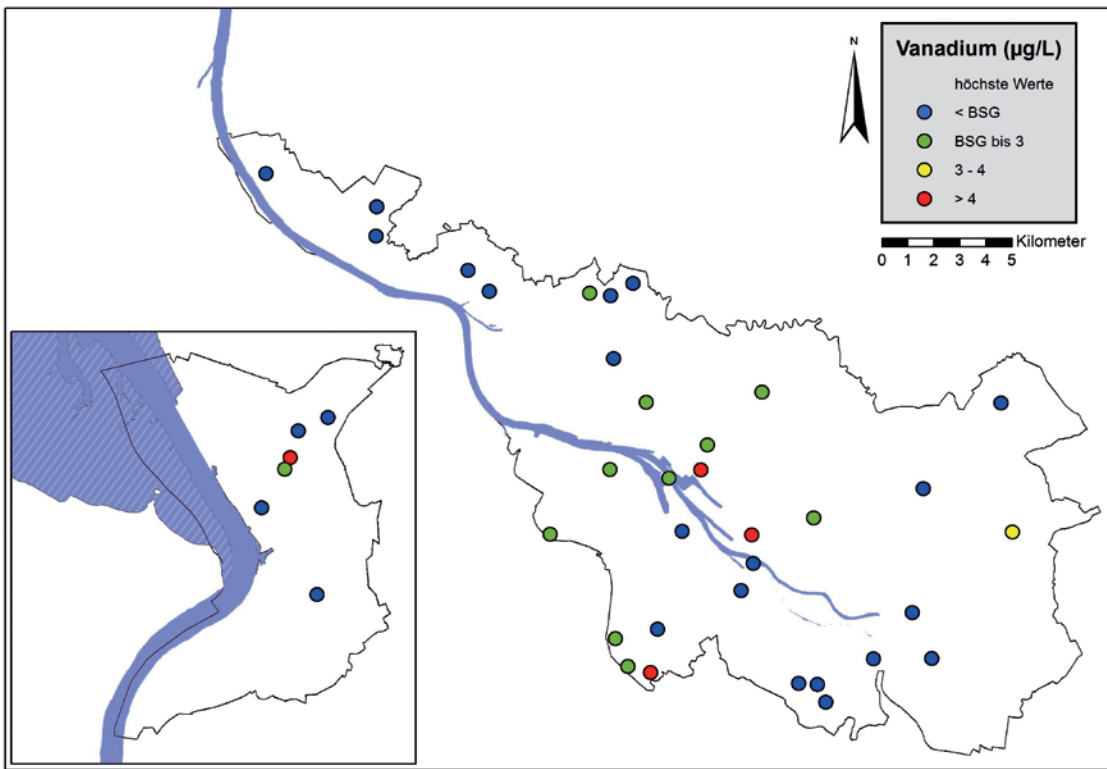 N
Vanadium (µg/L)
höchste Werte
< BSG
BSG bis 3
3 - 4
> 4
Kilometer
0 1 2 3 4 5